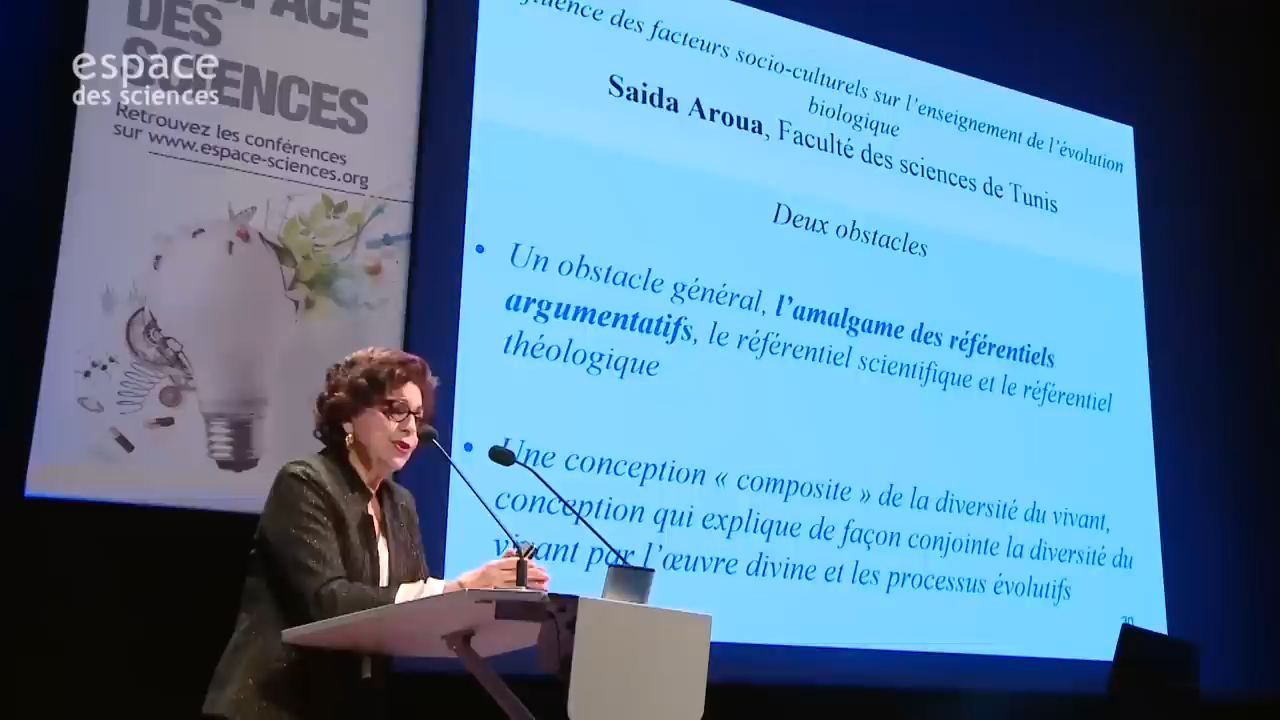 ESPACE
DES
SCIENCES
espace
des sciences
Retrouvez les conférences
sur www.espace-sciences.org
des facteurs socio-culturels sur l'enseignement de l'évolution
biologique
Saida Aroua, Faculté des sciences de Tunis
Deux obstacles
• Un obstacle général, l'amalgame des référentiels
argumentatifs, le référentiel scientifique et le référentiel
théologique
• Une conception « composite » de la diversité du vivant,
conception qui explique de façon conjointe la diversité du
vivant par l'œuvre divine et les processus évolutifs